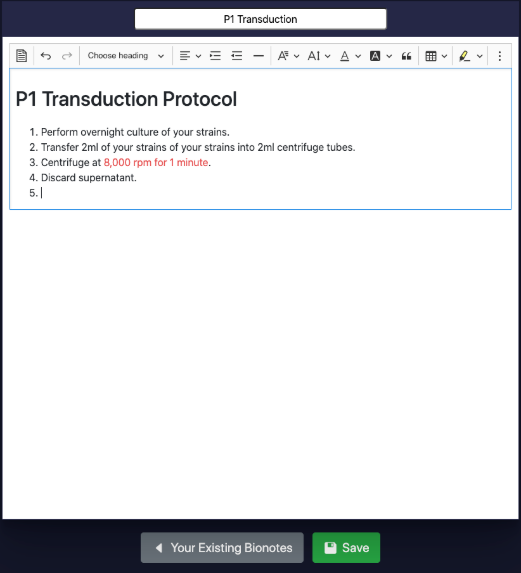 P1 Transduction
Choose heading
P1 Transduction Protocol
1. Perform overnight culture of your strains.
2. Transfer 2ml of your strains of your strains into 2ml centrifuge tubes.
3. Centrifuge at 8,000 rpm for 1 minute.
4. Discard supernatant.
5.
Your Existing Bionotes
Save